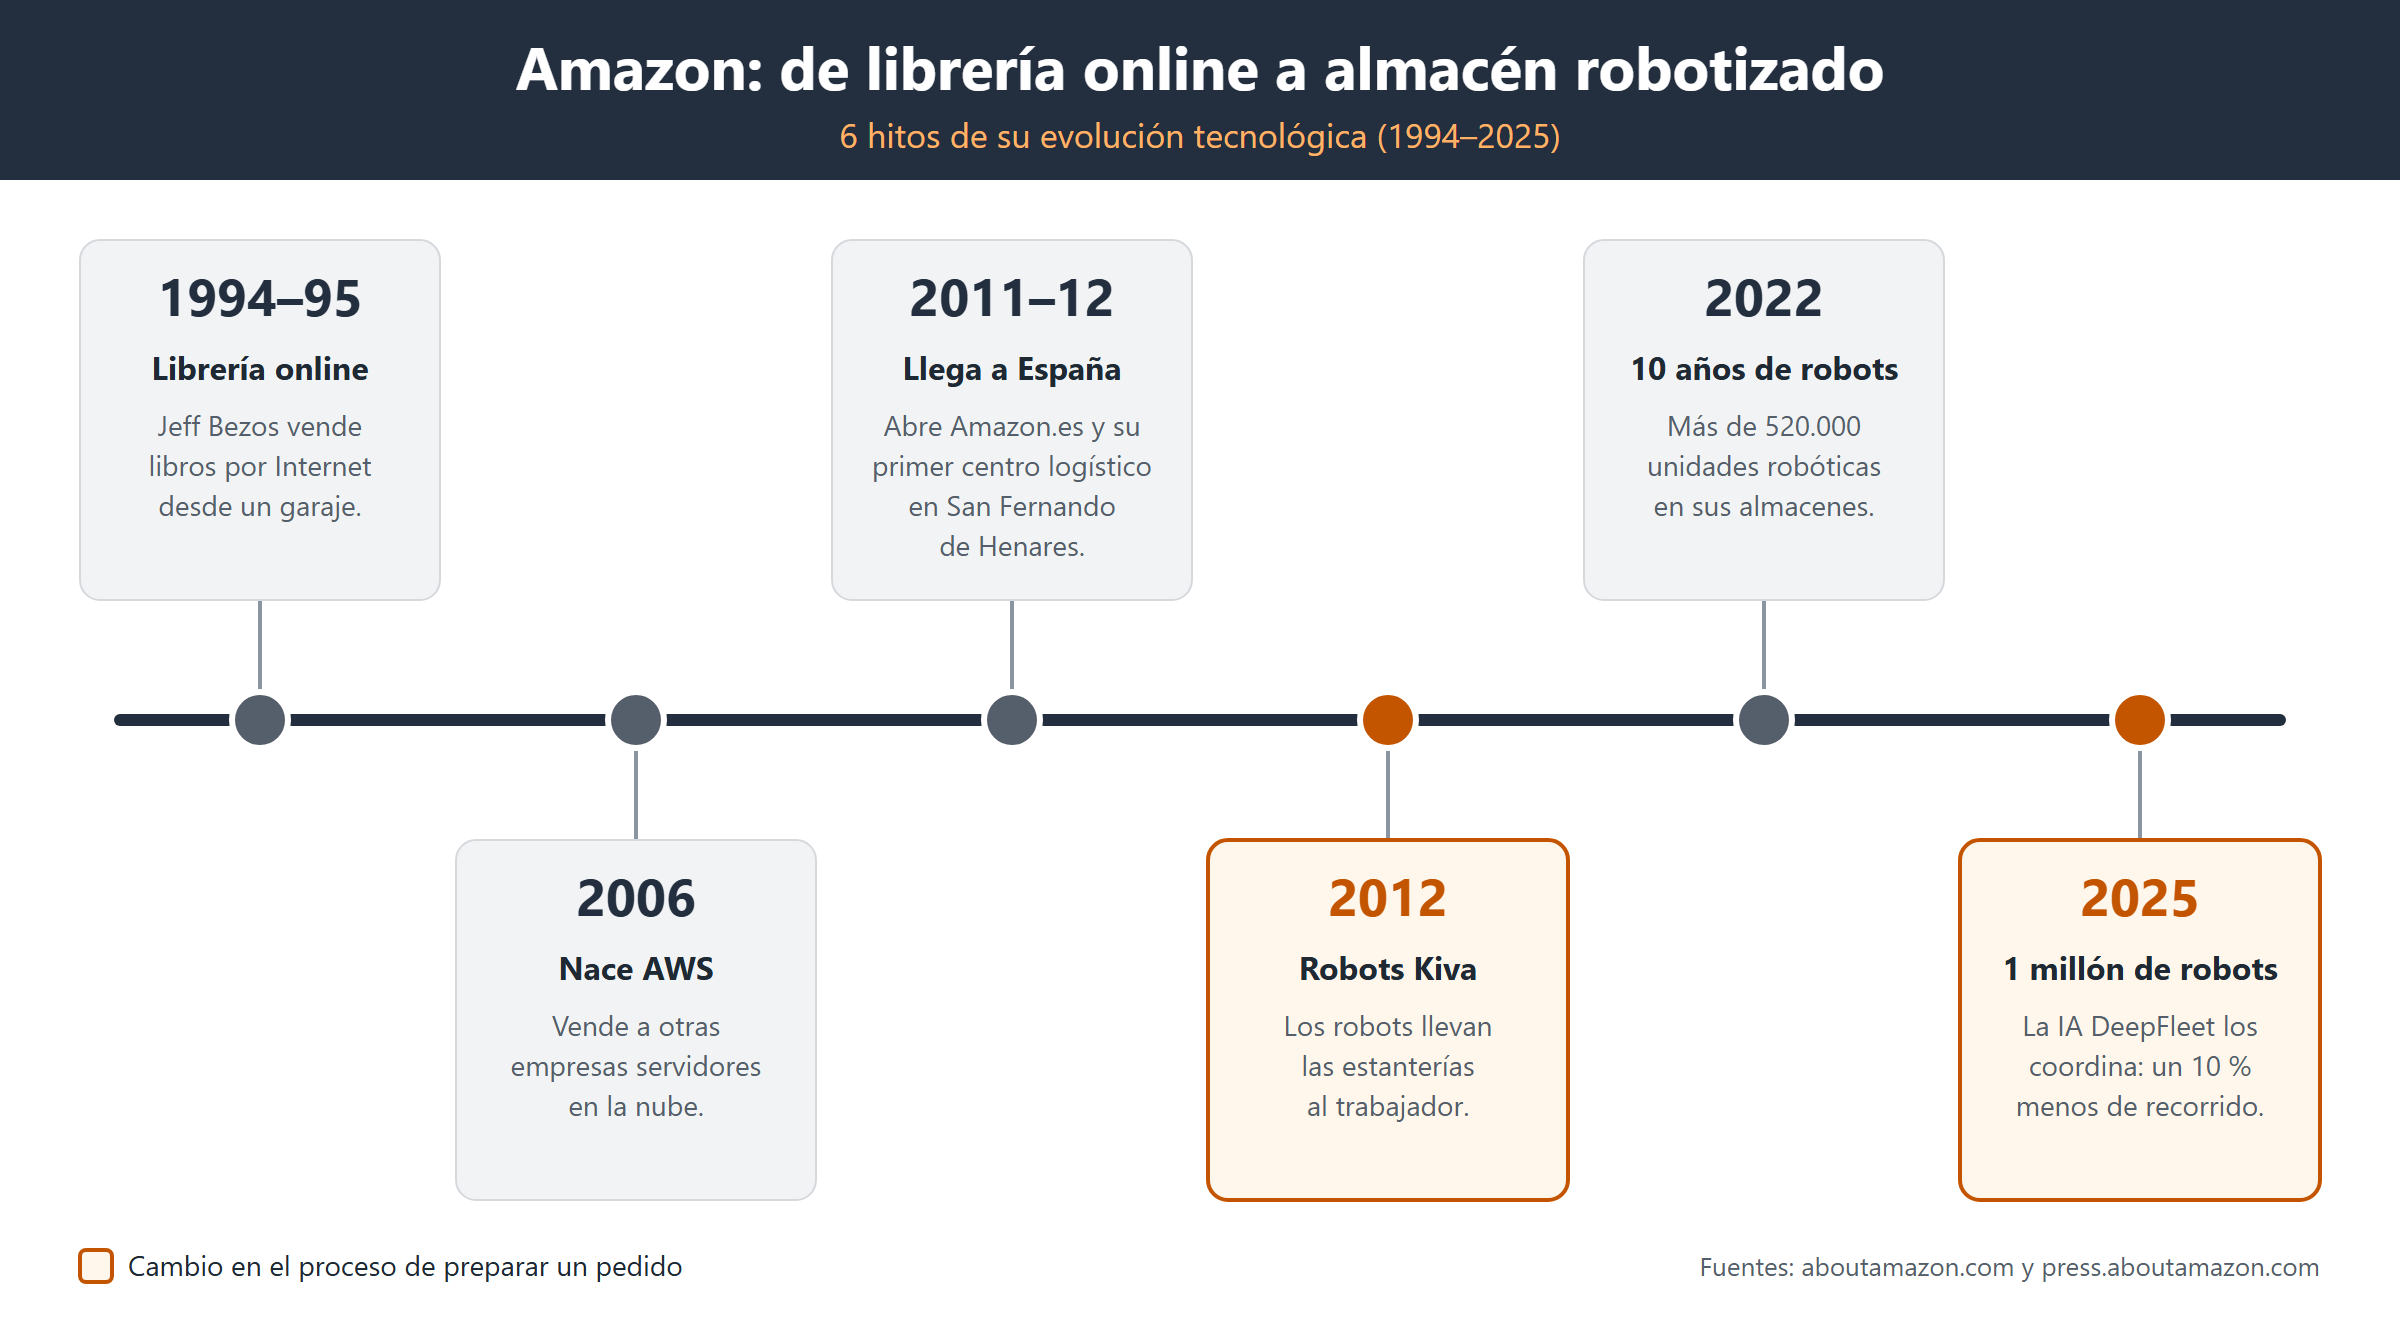 Amazon: de librería online a almacén robotizado
6 hitos de su evolución tecnológica (1994–2025)
1994–95
Librería online
Jeff Bezos vende
libros por Internet
desde un garaje.
2011–12
Llega a España
Abre Amazon.es y su
primer centro logístico
en San Fernando
de Henares.
2022
10 años de robots
Más de 520.000
unidades robóticas
en sus almacenes.
2006
Nace AWS
Vende a otras
empresas servidores
en la nube.
2012
Robots Kiva
Los robots llevan
las estanterías
al trabajador.
2025
1 millón de robots
La IA DeepFleet los
coordina: un 10 %
menos de recorrido.
Cambio en el proceso de preparar un pedido
Fuentes: aboutamazon.com y press.aboutamazon.com